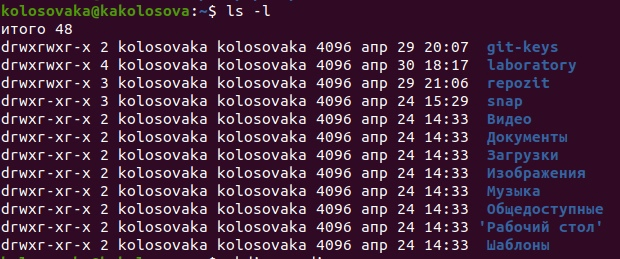 kolosovaka@kakolosova:~$ ls -l
итого 48
drwxrwxr-x 2 kolosovaka kolosovaka 4096 апр 29 20:07  git-keys
drwxrwxr-x 4 kolosovaka kolosovaka 4096 апр 30 18:17  laboratory
drwxrwxr-x 3 kolosovaka kolosovaka 4096 апр 29 21:06  repozit
drwxr-xr-x 3 kolosovaka kolosovaka 4096 апр 24 15:29  snap
drwxr-xr-x 2 kolosovaka kolosovaka 4096 апр 24 14:33  Видео
drwxr-xr-x 2 kolosovaka kolosovaka 4096 апр 24 14:33  Документы
drwxr-xr-x 2 kolosovaka kolosovaka 4096 апр 24 14:33  Загрузки
drwxr-xr-x 2 kolosovaka kolosovaka 4096 апр 24 14:33  Изображения
drwxr-xr-x 2 kolosovaka kolosovaka 4096 апр 24 14:33  Музыка
drwxr-xr-x 2 kolosovaka kolosovaka 4096 апр 24 14:33  Общедоступные
drwxr-xr-x 2 kolosovaka kolosovaka 4096 апр 24 14:33 'Рабочий стол'
drwxr-xr-x 2 kolosovaka kolosovaka 4096 апр 24 14:33  Шаблоны